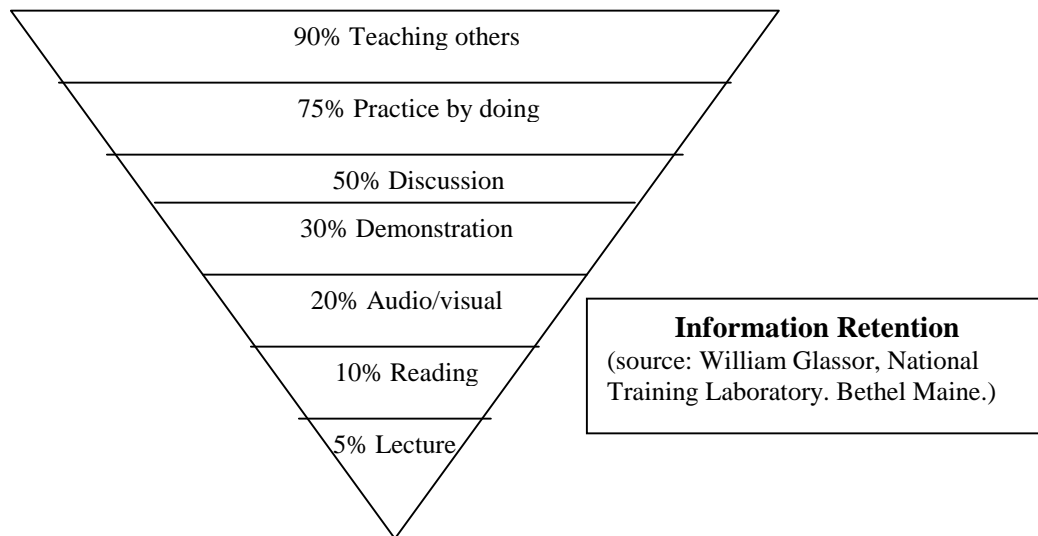 90% Teaching others
75% Practice by doing
50% Discussion
30% Demonstration
20% Audio/visual
10% Reading
5% Lecture
Information Retention
(source: William Glassor, National
Training Laboratory. Bethel Maine.)